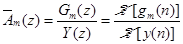 A̅ₘ(z) = Gₘ(z) / Y(z) = 𝓏[gₘ(n)] / 𝓏[y(n)]